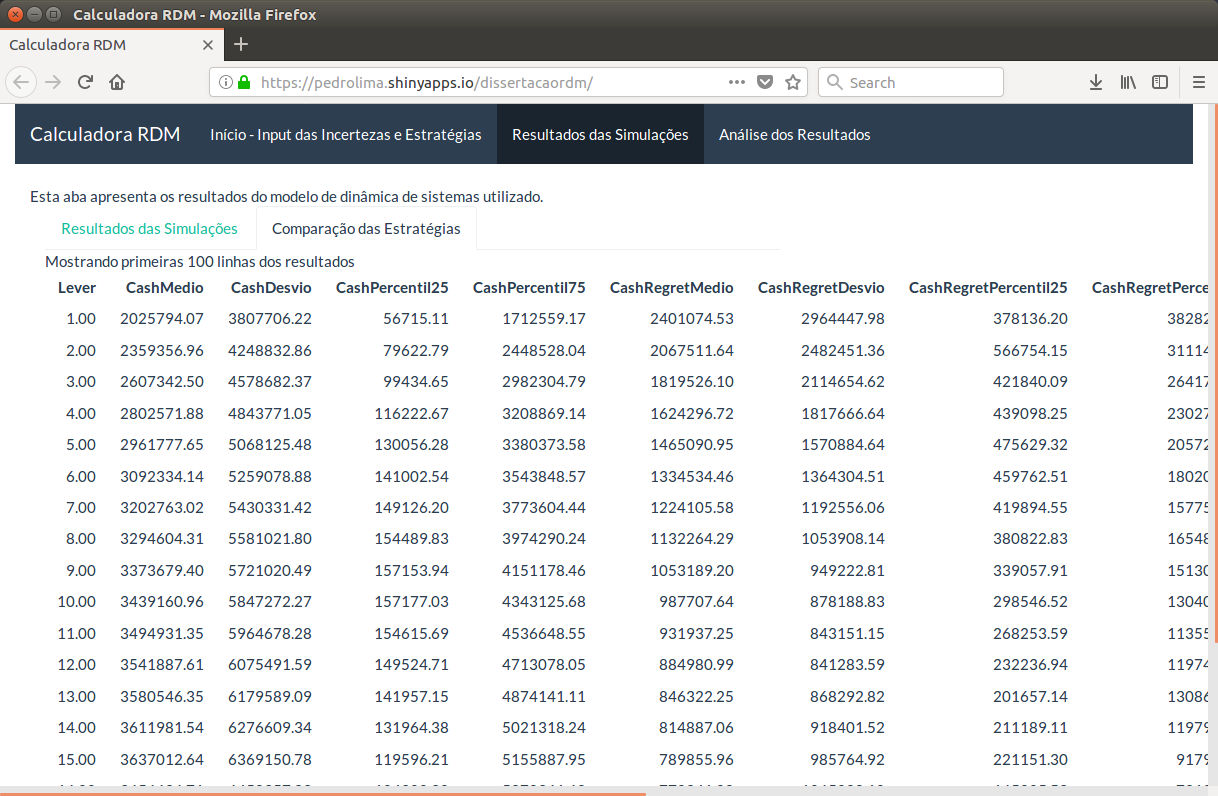 Calculadora RDM - Mozilla Firefox
Calculadora RDM
https://pedrolima.shinyapps.io/dissertacaordm/ Search
Calculadora RDM Início - Input das Incertezas e Estratégias Resultados das Simulações Análise dos Resultados
Esta aba apresenta os resultados do modelo de dinâmica de sistemas utilizado.
Resultados das Simulações Comparação das Estratégias
Mostrando primeiras 100 linhas dos resultados
Lever CashMedio CashDesvio CashPercentil25 CashPercentil75 CashRegretMedio CashRegretDesvio CashRegretPercentil25 CashRegretPerce
1.00 2025794.07 3807706.22 56715.11 1712559.17 2401074.53 2964447.98 378136.20 38282
2.00 2359356.96 4248832.86 79622.79 2448528.04 2067511.64 2482451.36 566754.15 31114
3.00 2607342.50 4578682.37 99434.65 2982304.79 1819526.10 2114654.62 421840.09 26417
4.00 2802571.88 4843771.05 116222.67 3208869.14 1624296.72 1817666.64 439098.25 23027
5.00 2961777.65 5068125.48 130056.28 3380373.58 1465090.95 1570884.64 475629.32 20572
6.00 3092334.14 5259078.88 141002.54 3543848.57 1334534.46 1364304.51 459762.51 18020
7.00 3202763.02 5430331.42 149126.20 3773604.44 1224105.58 1192556.06 419894.55 15775
8.00 3294604.31 5581021.80 154489.83 3974290.24 1132264.29 1053908.14 380822.83 16548
9.00 3373679.40 5721020.49 157153.94 4151178.46 1053189.20 949222.81 339057.91 15130
10.00 3439160.96 5847272.27 157177.03 4343125.68 987707.64 878188.83 298546.52 13040
11.00 3494931.35 5964678.28 154615.69 4536648.55 931937.25 843151.15 268253.59 11355
12.00 3541887.61 6075491.59 149524.71 4713078.05 884980.99 841283.59 232236.94 11974
13.00 3580546.35 6179589.09 141957.15 4874141.11 846322.25 868292.82 201657.14 13086
14.00 3611981.54 6276609.34 131964.38 5021318.24 814887.06 918401.52 211189.11 11979
15.00 3637012.64 6369150.78 119596.21 5155887.95 789855.96 985764.92 221151.30 9179